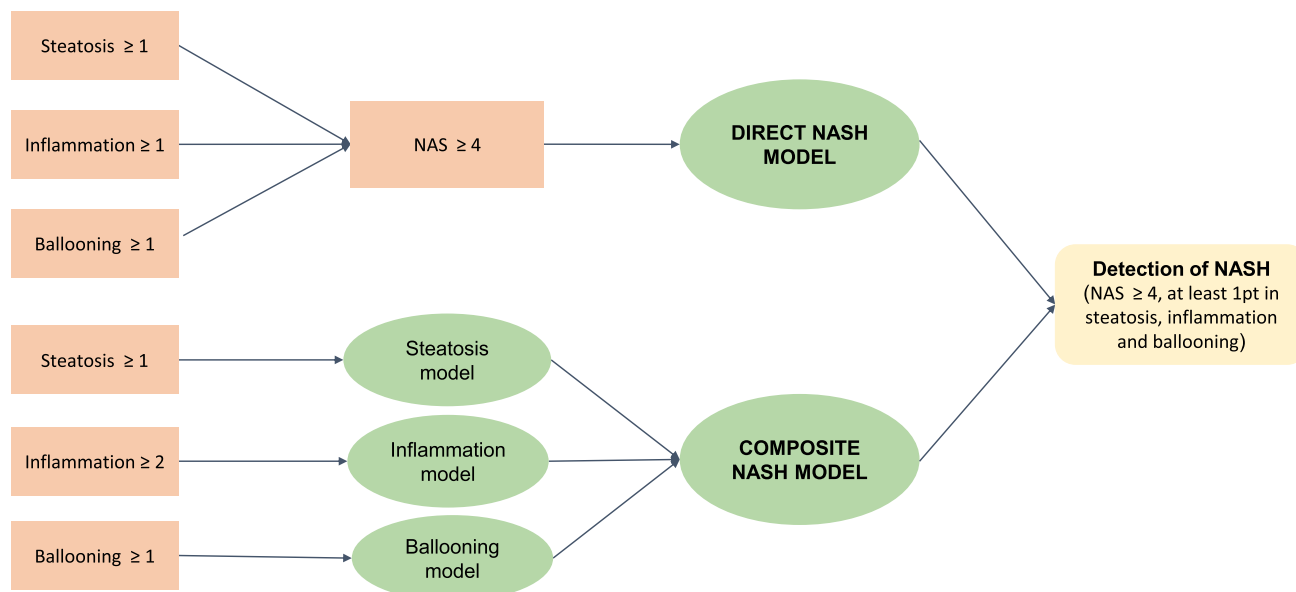 Steatosis ≥ 1
Inflammation ≥ 1
Ballooning ≥ 1
NAS ≥ 4
DIRECT NASH
MODEL
Steatosis ≥ 1
Inflammation ≥ 2
Ballooning ≥ 1
Steatosis
model
Inflammation
model
Ballooning
model
COMPOSITE
NASH MODEL
Detection of NASH
(NAS ≥ 4, at least 1pt in
steatosis, inflammation
and ballooning)